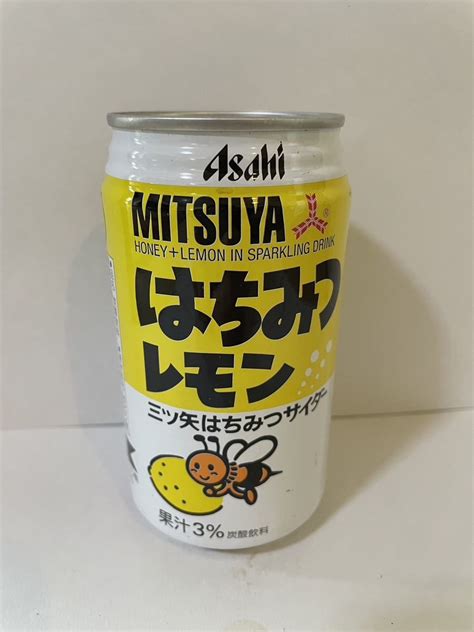 Asahi
MITSUYA ®
HONEY+LEMON IN SPARKLING DRINK
はちみつ
レモン
三ツ矢はちみつサイダー
果汁3% 炭酸飲料